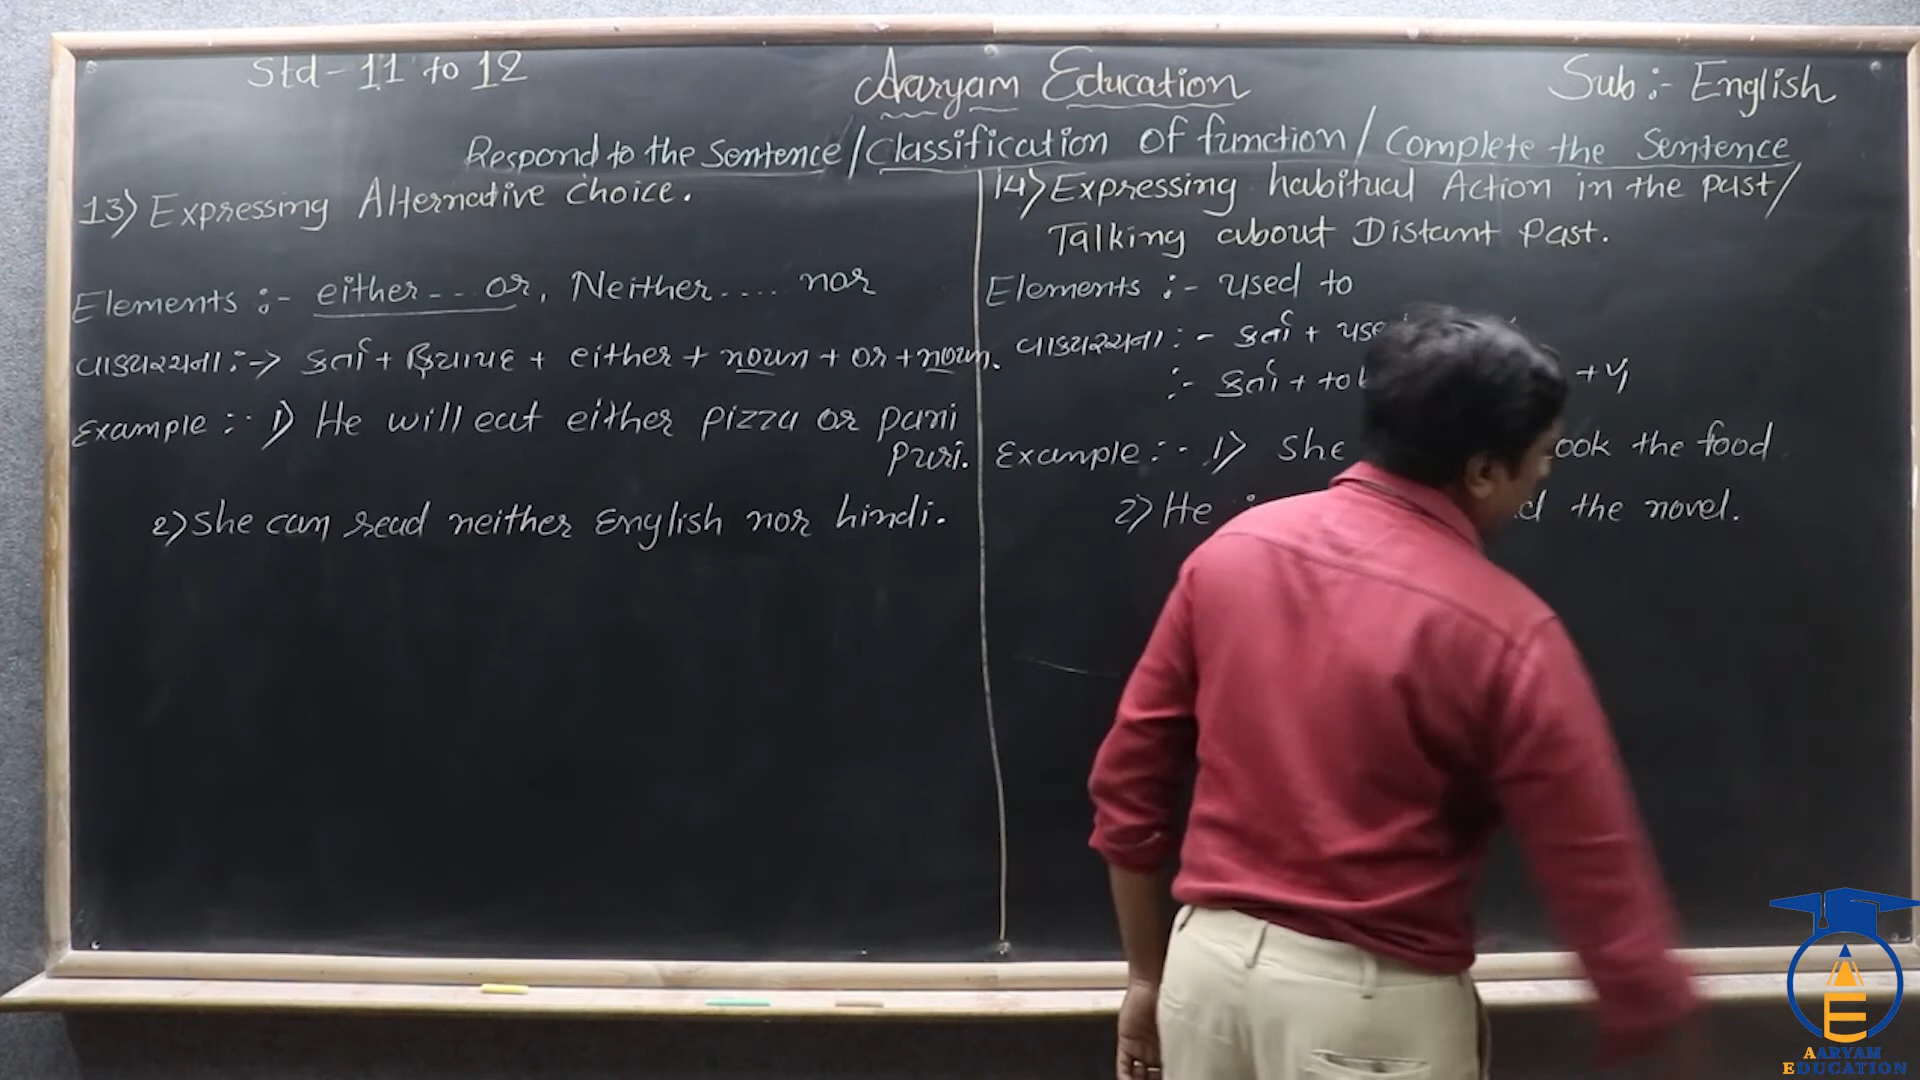 Std - 11 to 12
Aaryam Education
Sub :- English
Respond to the Sentence / Classification of function / Complete the Sentence
13) Expressing Alternative choice.
Elements :- either... or, Neither.... nor
વાક્યરચના :-> કર્તા + ક્રિયાપદ + either + noun + or + noun.
Example :- 1) He will eat either pizza or pani
puri.
2) She can read neither English nor hindi.
14) Expressing habitual Action in the past /
Talking about Distant Past.
Elements :- used to
વાક્યરચના :- કર્તા +
:- કર્તા + + V1
Example :- 1) She the food
2) He the novel.
AARYAM
EDUCATION